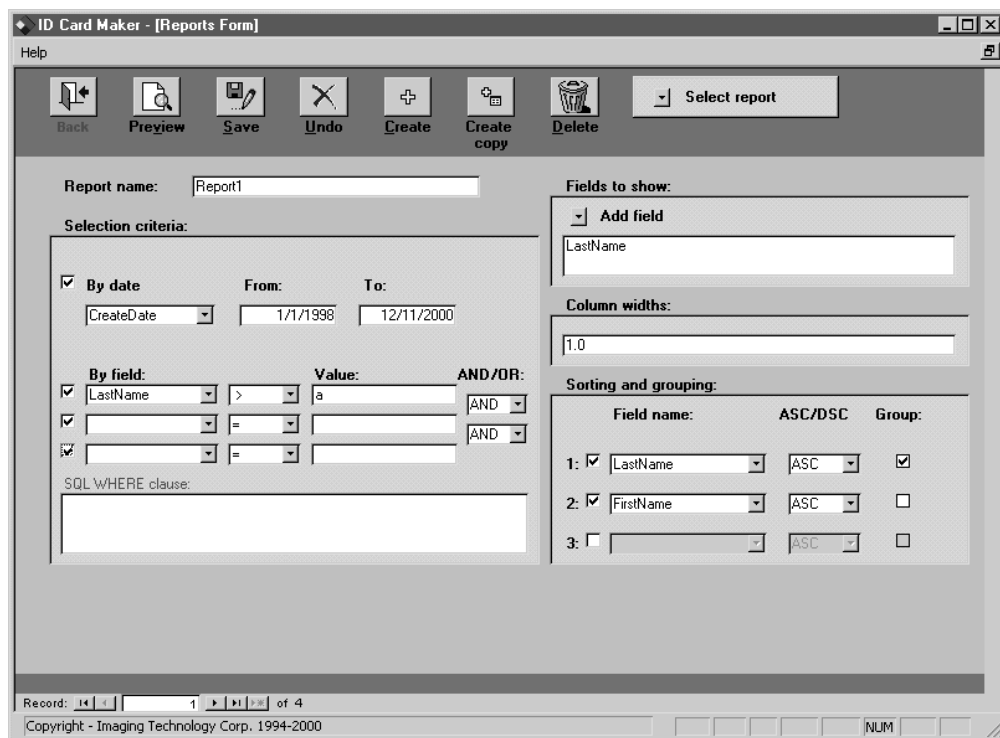 ID Card Maker - [Reports Form]
Help
Back Preview Save Undo Create Create copy Delete Select report
Report name: Report1
Selection criteria:
By date From: To:
CreateDate 1/1/1998 12/11/2000
By field: Value: AND/OR:
LastName > a AND
= AND
=
SQL WHERE clause:
Fields to show:
Add field
LastName
Column widths:
1.0
Sorting and grouping:
Field name: ASC/DSC Group:
1: LastName ASC
2: FirstName ASC
3: ASC
Record: 1 of 4
Copyright - Imaging Technology Corp. 1994-2000 NUM